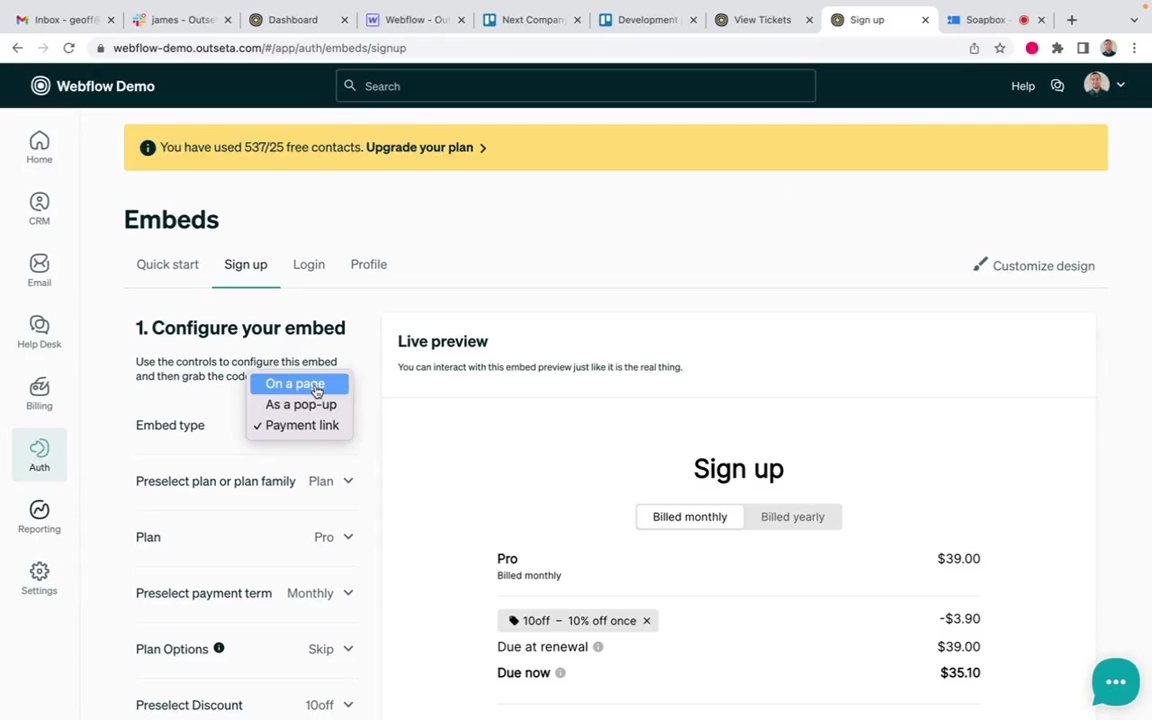 Inbox - geoff@
james - Outse
Dashboard
Webflow - Ou
Next Compan
Development
View Tickets
Sign up
Soapbox
webflow-demo.outseta.com/#/app/auth/embeds/signup
Webflow Demo
Search
Help
You have used 537/25 free contacts. Upgrade your plan
Home
CRM
Email
Help Desk
Billing
Auth
Reporting
Settings
Embeds
Quick start
Sign up
Login
Profile
Customize design
1. Configure your embed
Use the controls to configure this embed
and then grab the cod
On a page
As a pop-up
✓ Payment link
Embed type
Preselect plan or plan family Plan
Plan Pro
Preselect payment term Monthly
Plan Options Skip
Preselect Discount 10off
Live preview
You can interact with this embed preview just like it is the real thing.
Sign up
Billed monthly Billed yearly
Pro $39.00
Billed monthly
10off – 10% off once × -$3.90
Due at renewal $39.00
Due now $35.10